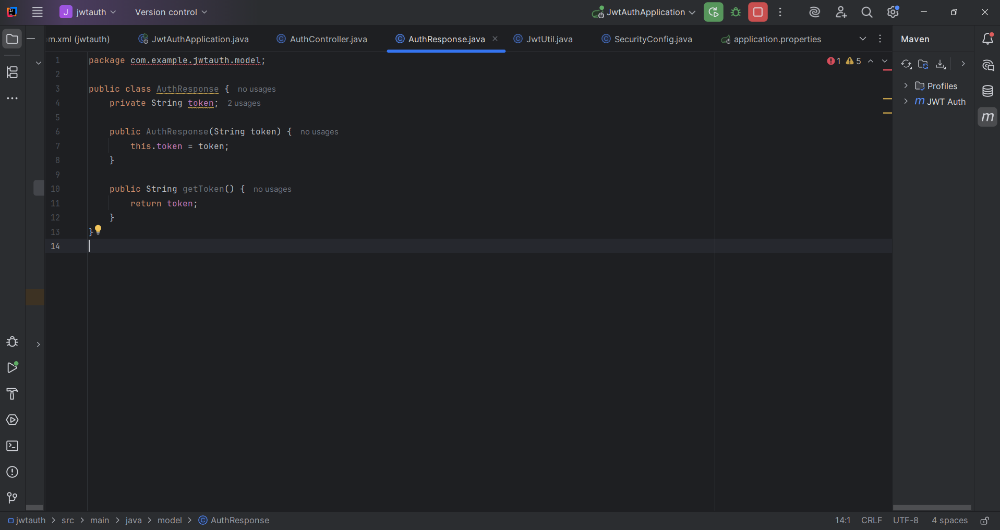 J jwtauth Version control JwtAuthApplication
m.xml (jwtauth) JwtAuthApplication.java AuthController.java AuthResponse.java JwtUtil.java SecurityConfig.java application.properties Maven
1 package com.example.jwtauth.model; 1 5
2
3 public class AuthResponse { no usages
4 private String token; 2 usages
5
6 public AuthResponse(String token) { no usages
7 this.token = token;
8 }
9
10 public String getToken() { no usages
11 return token;
12 }
13 }
14
Profiles
m JWT Auth
m
jwtauth > src > main > java > model > AuthResponse 14:1 CRLF UTF-8 4 spaces